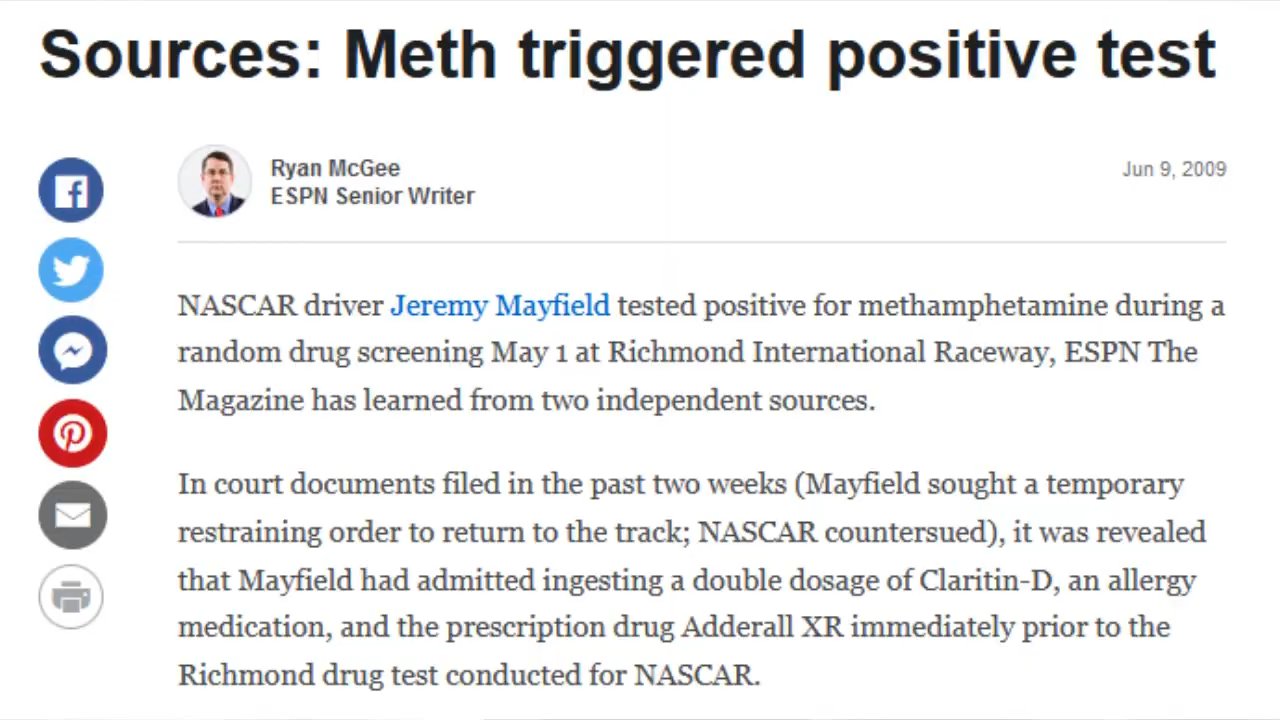 Sources: Meth triggered positive test
Ryan McGee
ESPN Senior Writer
Jun 9, 2009
NASCAR driver Jeremy Mayfield tested positive for methamphetamine during a
random drug screening May 1 at Richmond International Raceway, ESPN The
Magazine has learned from two independent sources.
In court documents filed in the past two weeks (Mayfield sought a temporary
restraining order to return to the track; NASCAR countersued), it was revealed
that Mayfield had admitted ingesting a double dosage of Claritin-D, an allergy
medication, and the prescription drug Adderall XR immediately prior to the
Richmond drug test conducted for NASCAR.